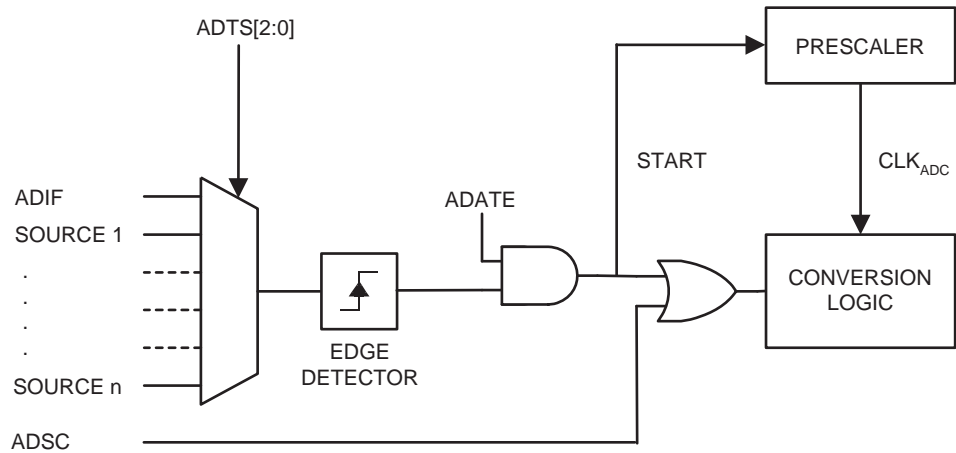 ADTS[2:0]
PRESCALER
START
CLKADC
ADIF
ADATE
SOURCE 1
.
.
.
.
CONVERSION
LOGIC
EDGE
DETECTOR
SOURCE n
ADSC